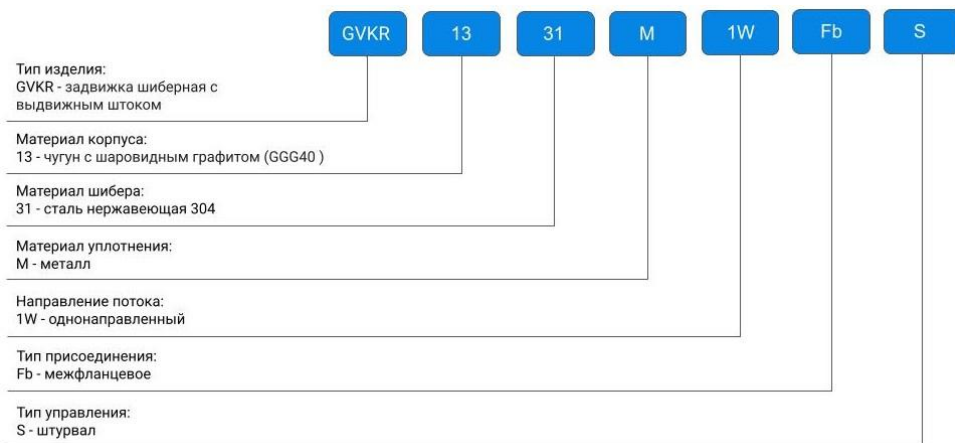 GVKR 13 31 M 1W Fb S
Тип изделия:
GVKR - задвижка шиберная с
выдвижным штоком
Материал корпуса:
13 - чугун с шаровидным графитом (GGG40 )
Материал шибера:
31 - сталь нержавеющая 304
Материал уплотнения:
М - металл
Направление потока:
1W - однонаправленный
Тип присоединения:
Fb - межфланцевое
Тип управления:
S - штурвал